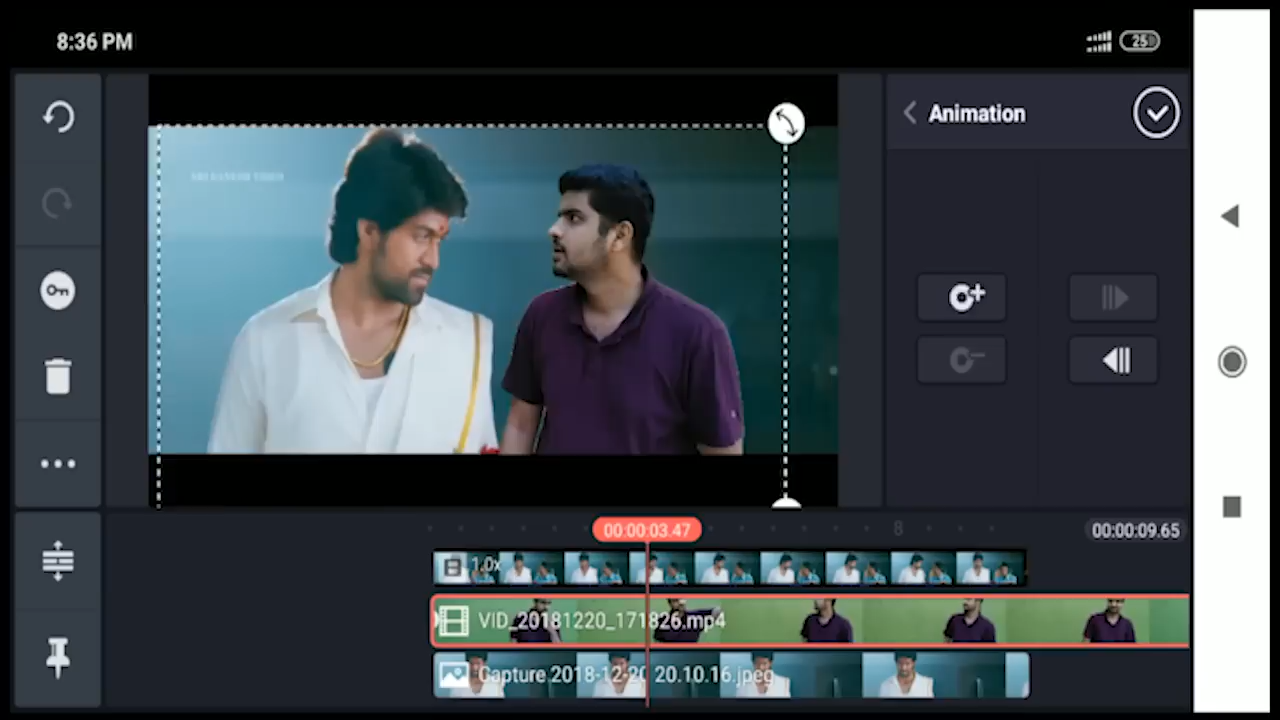 8:36 PM
25
Animation
00:00:03.47
8
00:00:09.65
1.0x
VID_20181220_171826.mp4
Capture 2018-12-20 20.10.16.jpeg